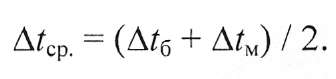 Δtср. = (Δtб + Δtм) / 2.